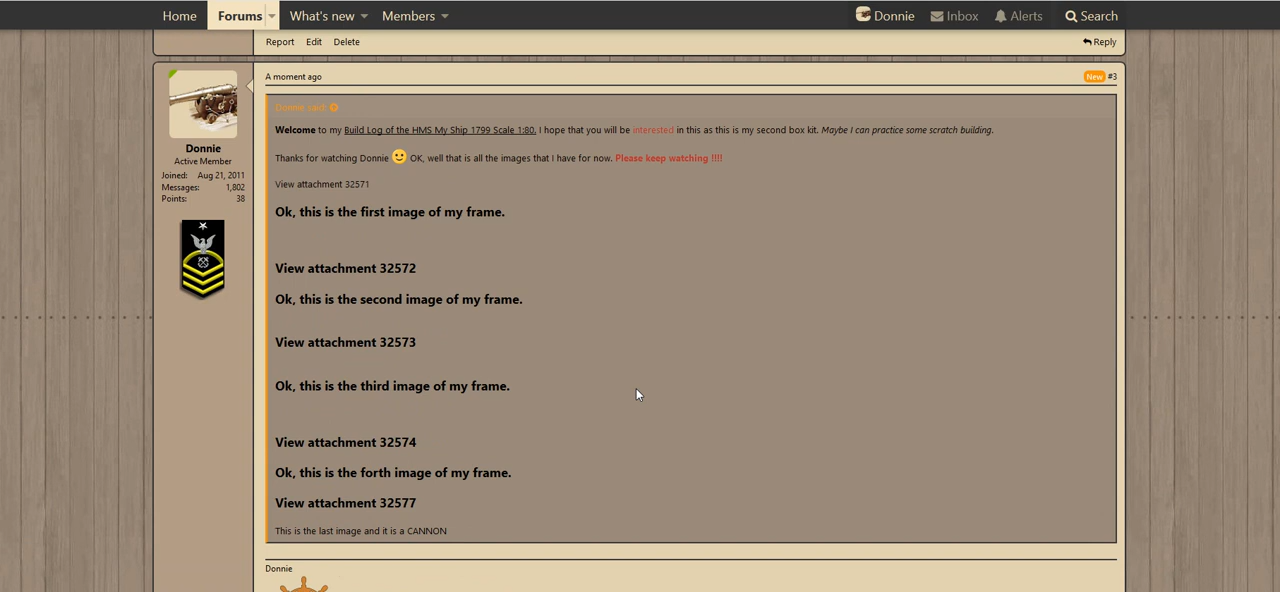 Home Forums What's new Members Donnie Inbox Alerts Search
Report Edit Delete Reply
A moment ago New #3
Donnie
Active Member
Joined: Aug 21, 2011
Messages: 1,802
Points: 38
Donnie said:
Welcome to my Build Log of the HMS My Ship 1799 Scale 1:80. I hope that you will be interested in this as this is my second box kit. Maybe I can practice some scratch building.
Thanks for watching Donnie OK, well that is all the images that I have for now. Please keep watching !!!!
View attachment 32571
Ok, this is the first image of my frame.
View attachment 32572
Ok, this is the second image of my frame.
View attachment 32573
Ok, this is the third image of my frame.
View attachment 32574
Ok, this is the forth image of my frame.
View attachment 32577
This is the last image and it is a CANNON
Donnie